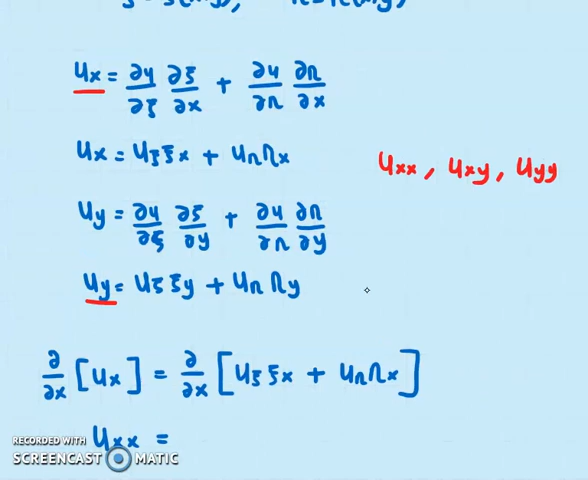 ξ = ξ(x,y), η = η(x,y)
ux = ∂u/∂ξ ∂ξ/∂x + ∂u/∂η ∂η/∂x
ux = uξ ξx + uη ηx
uxx, uxy, uyy
uy = ∂u/∂ξ ∂ξ/∂y + ∂u/∂η ∂η/∂y
uy = uξ ξy + uη ηy
∂/∂x [ux] = ∂/∂x [uξ ξx + uη ηx]
uxx =
RECORDED WITH
SCREENCAST MATIC